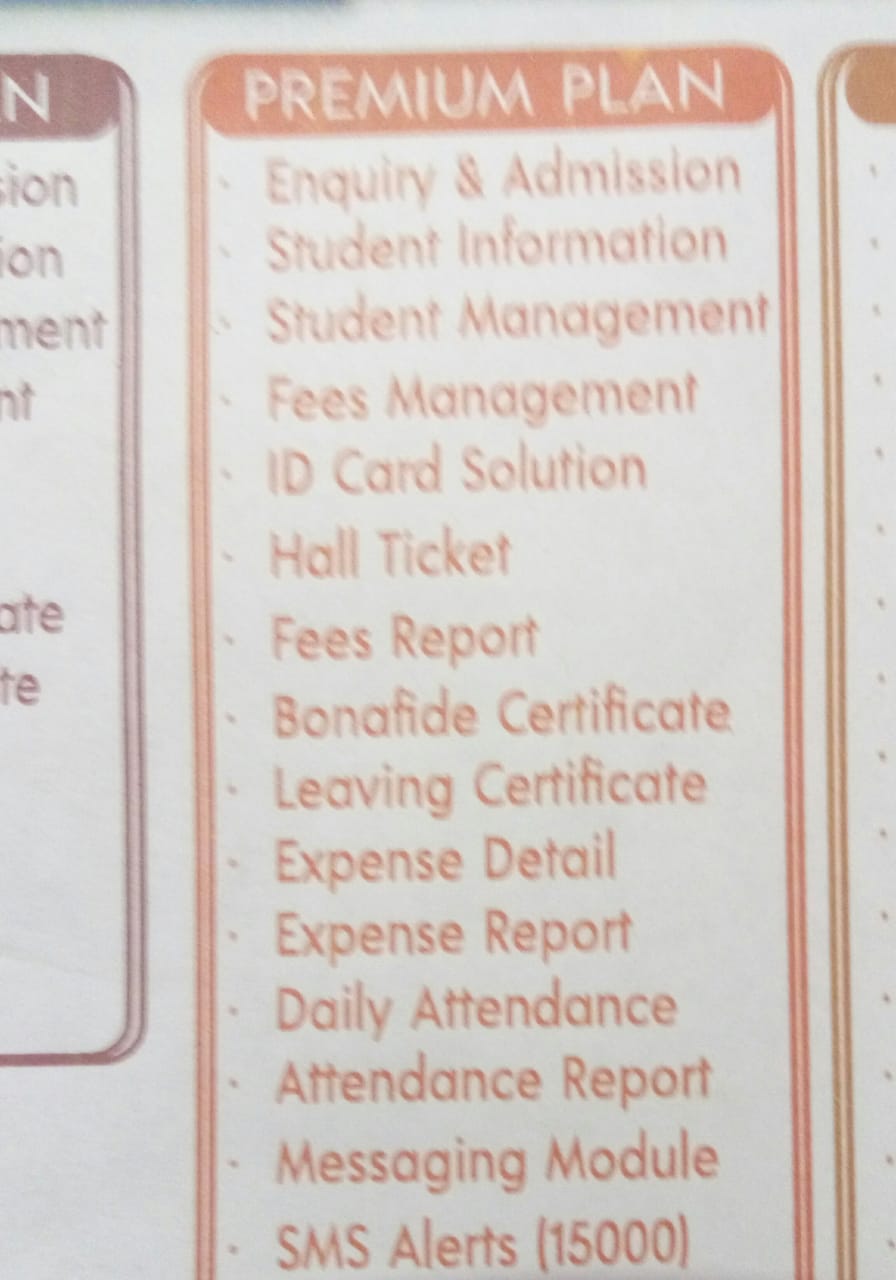 N
sion
ion
ment
nt
ate
te
PREMIUM PLAN
· Enquiry & Admission
· Student Information
· Student Management
· Fees Management
· ID Card Solution
· Hall Ticket
· Fees Report
· Bonafide Certificate
· Leaving Certificate
· Expense Detail
· Expense Report
· Daily Attendance
· Attendance Report
· Messaging Module
· SMS Alerts (15000)